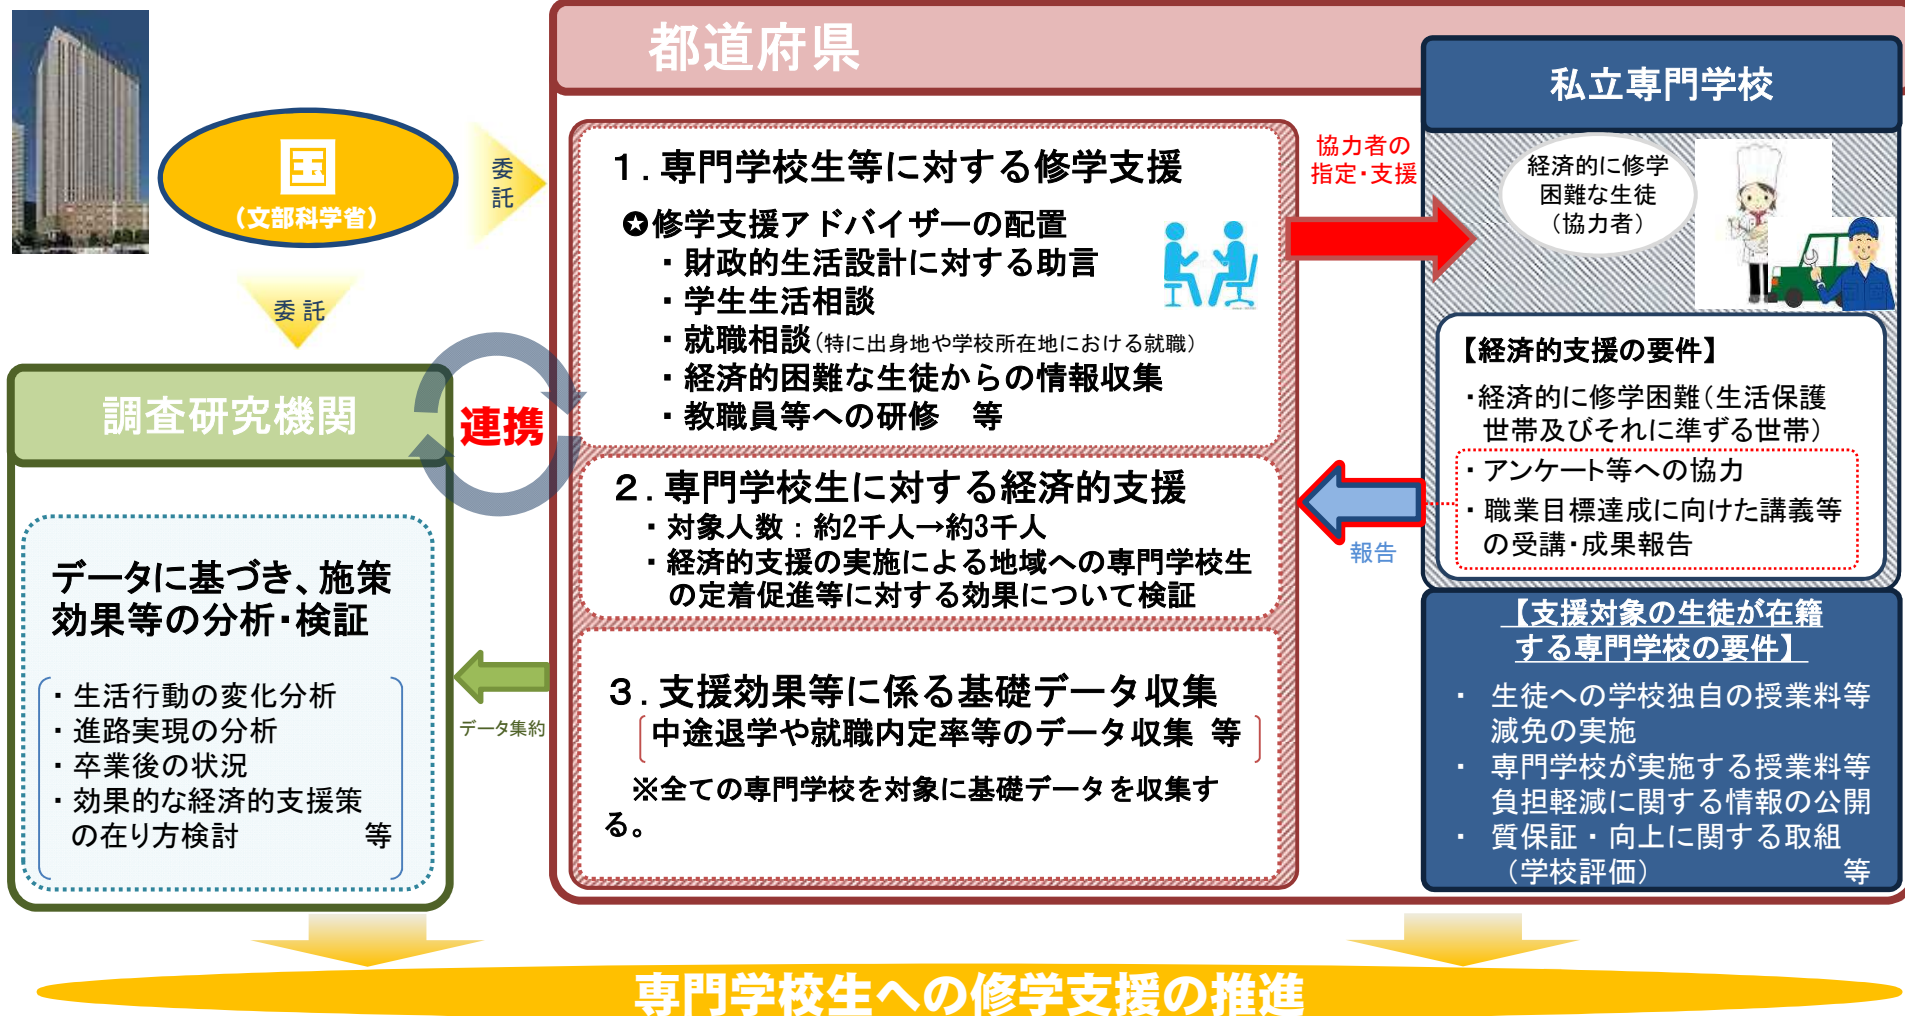 都道府県
私立専門学校
国
(文部科学省)
委
託
委 託
１．専門学校生等に対する修学支援
✪修学支援アドバイザーの配置
・財政的生活設計に対する助言
・学生生活相談
・就職相談(特に出身地や学校所在地における就職)
・経済的困難な生徒からの情報収集
・教職員等への研修　等
協力者の
指定・支援
経済的に修学
困難な生徒
(協力者)
【経済的支援の要件】
・経済的に修学困難(生活保護
世帯及びそれに準ずる世帯)
・アンケート等への協力
・職業目標達成に向けた講義等
の受講・成果報告
報告
調査研究機関
連携
２．専門学校生に対する経済的支援
・対象人数：約2千人→約3千人
・経済的支援の実施による地域への専門学校生
の定着促進等に対する効果について検証
データに基づき、施策
効果等の分析・検証
・生活行動の変化分析
・進路実現の分析
・卒業後の状況
・効果的な経済的支援策
の在り方検討　　　等
データ集約
３．支援効果等に係る基礎データ収集
中途退学や就職内定率等のデータ収集 等
※全ての専門学校を対象に基礎データを収集す
る。
【支援対象の生徒が在籍
する専門学校の要件】
・ 生徒への学校独自の授業料等
減免の実施
・ 専門学校が実施する授業料等
負担軽減に関する情報の公開
・ 質保証・向上に関する取組
(学校評価)　　　等
専門学校生への修学支援の推進